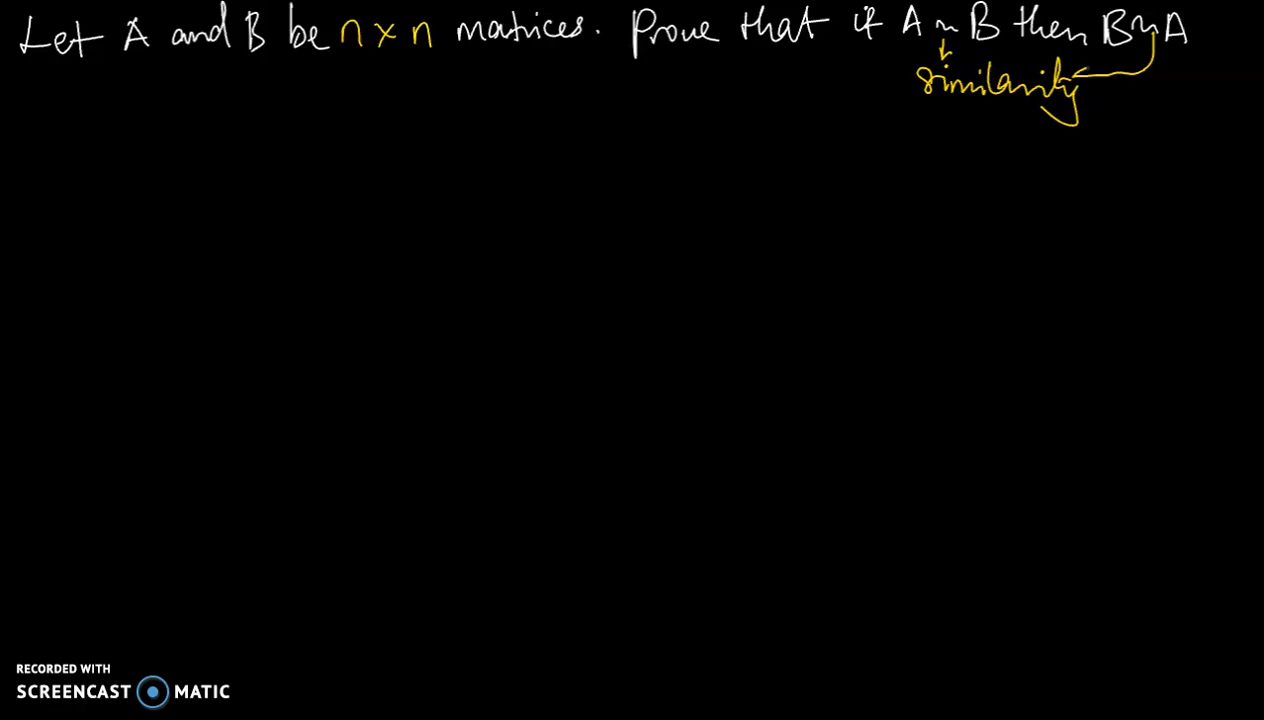 Let A and B be n × n matrices. Prove that if A ~ B then B ~ A
similarity
RECORDED WITH
SCREENCAST MATIC